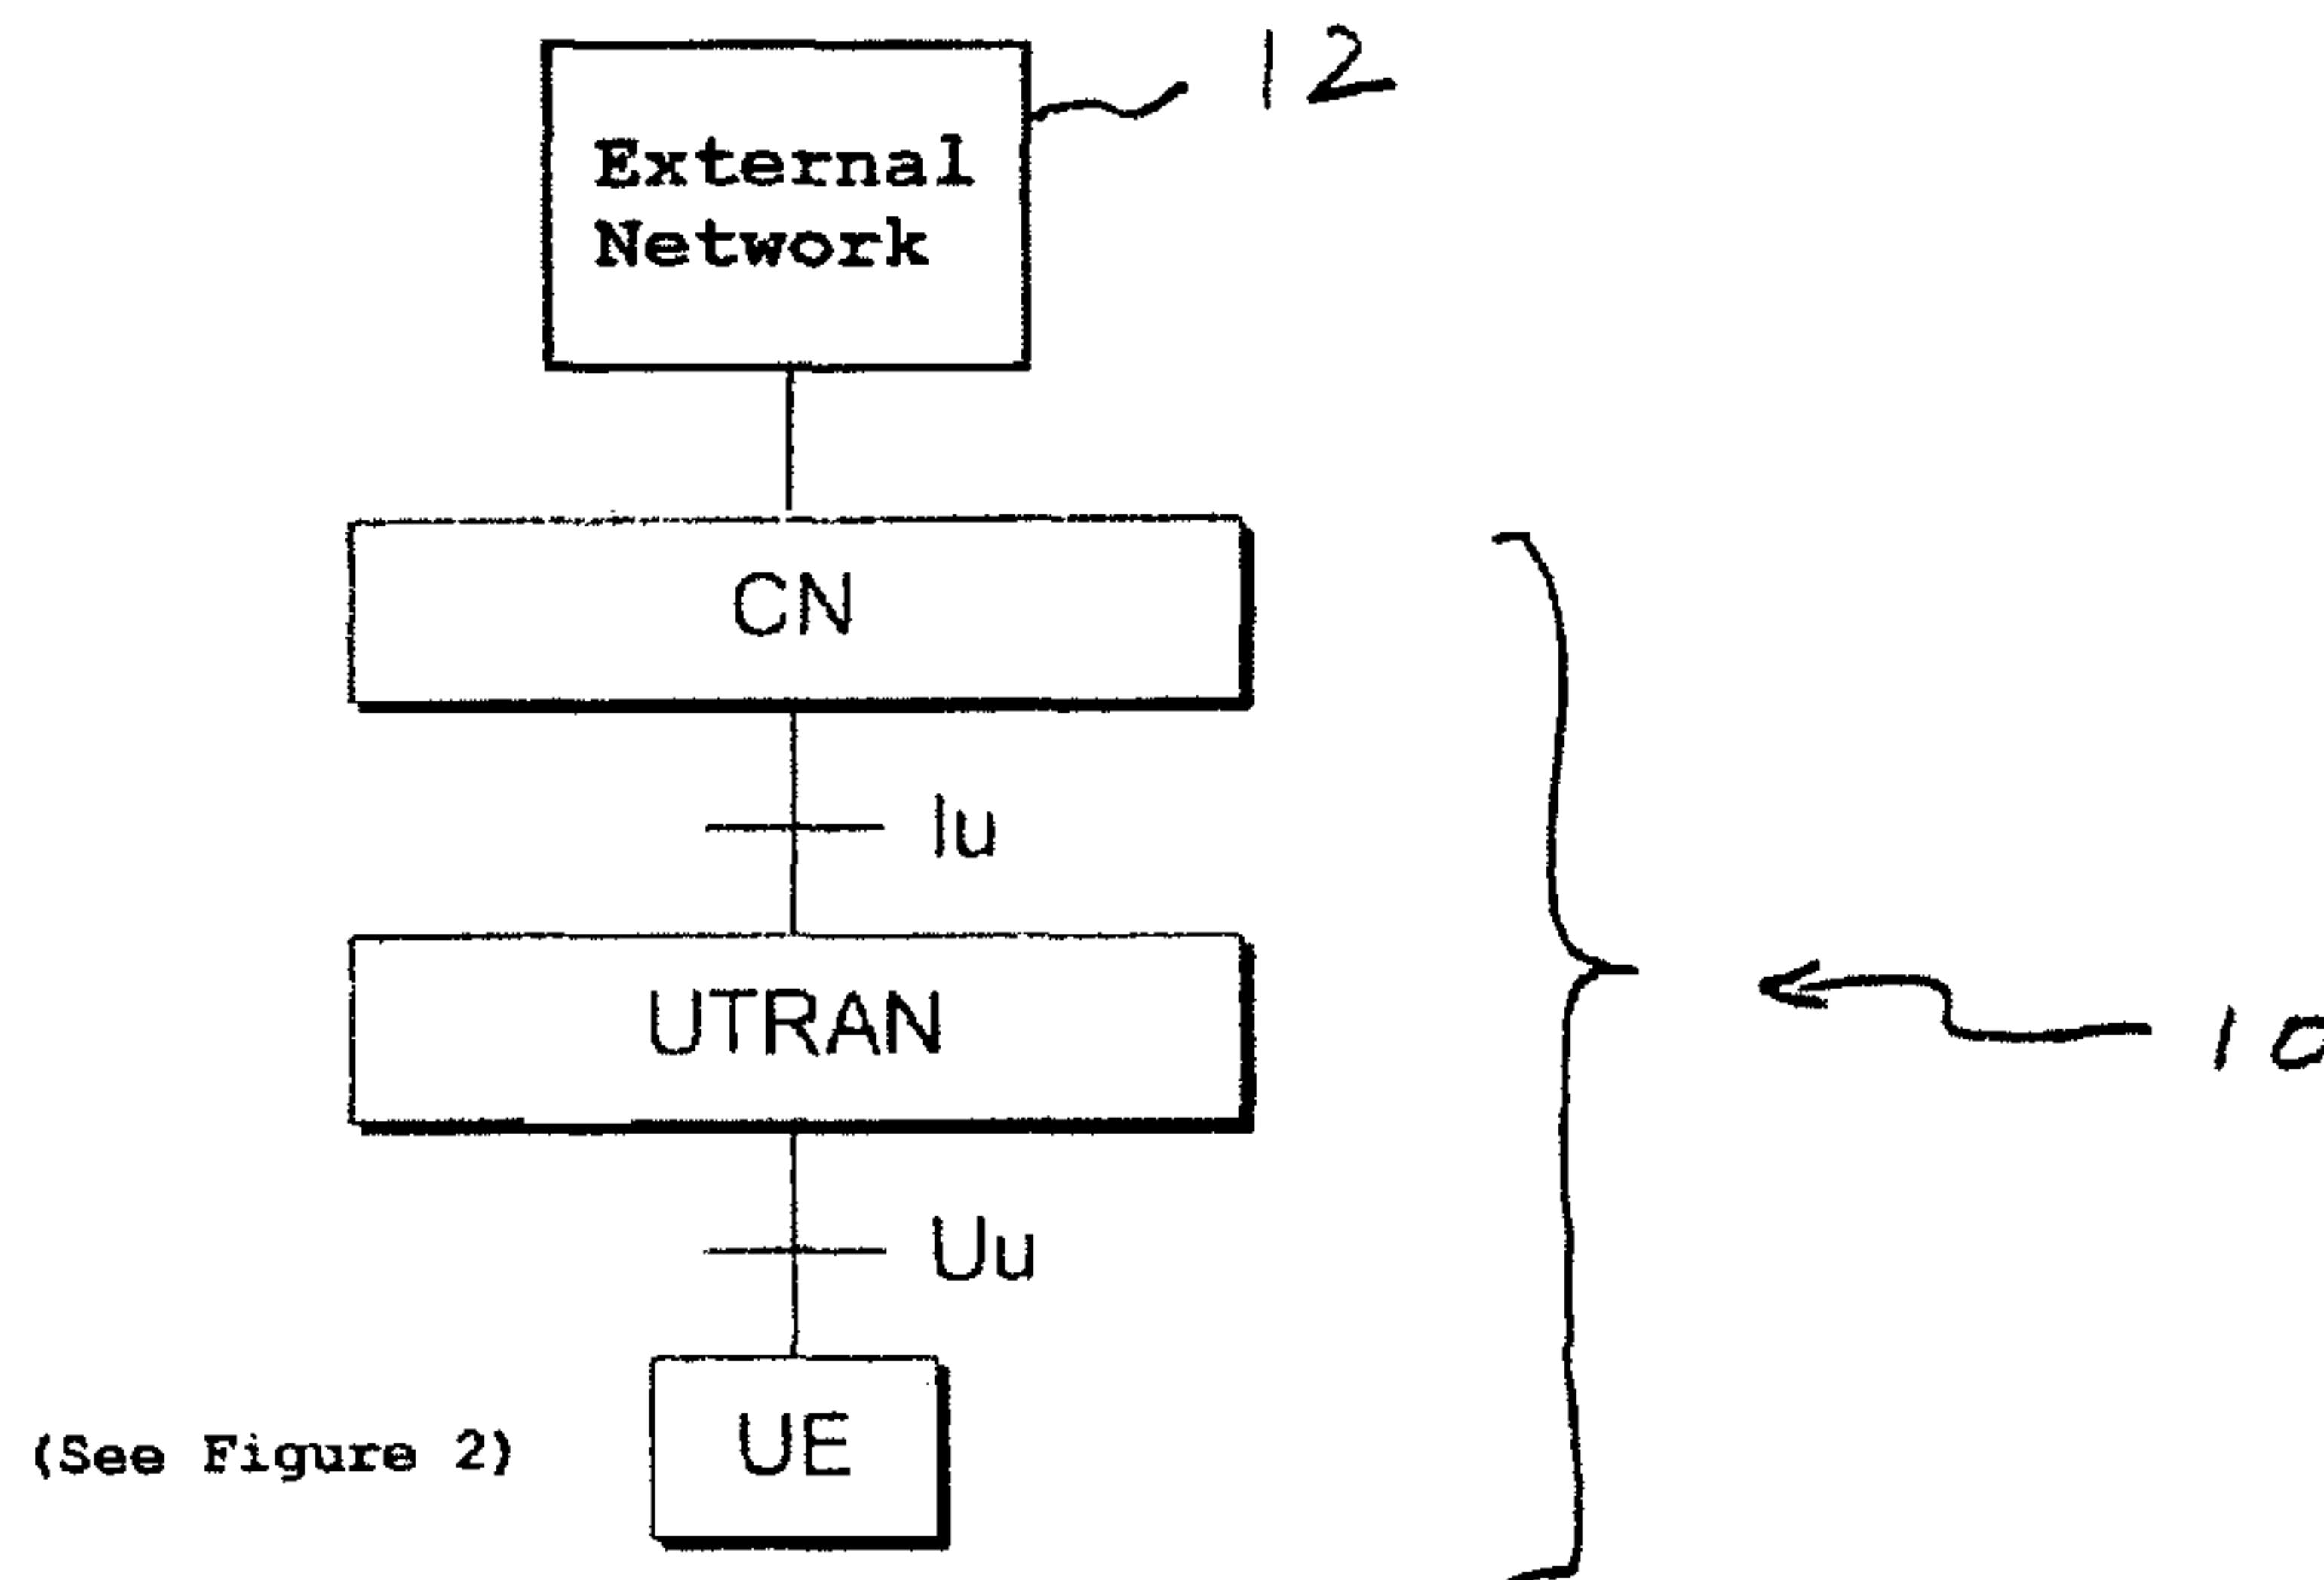 12
External
Network
CN
Iu
UTRAN
10
Uu
UE
(See Figure 2)